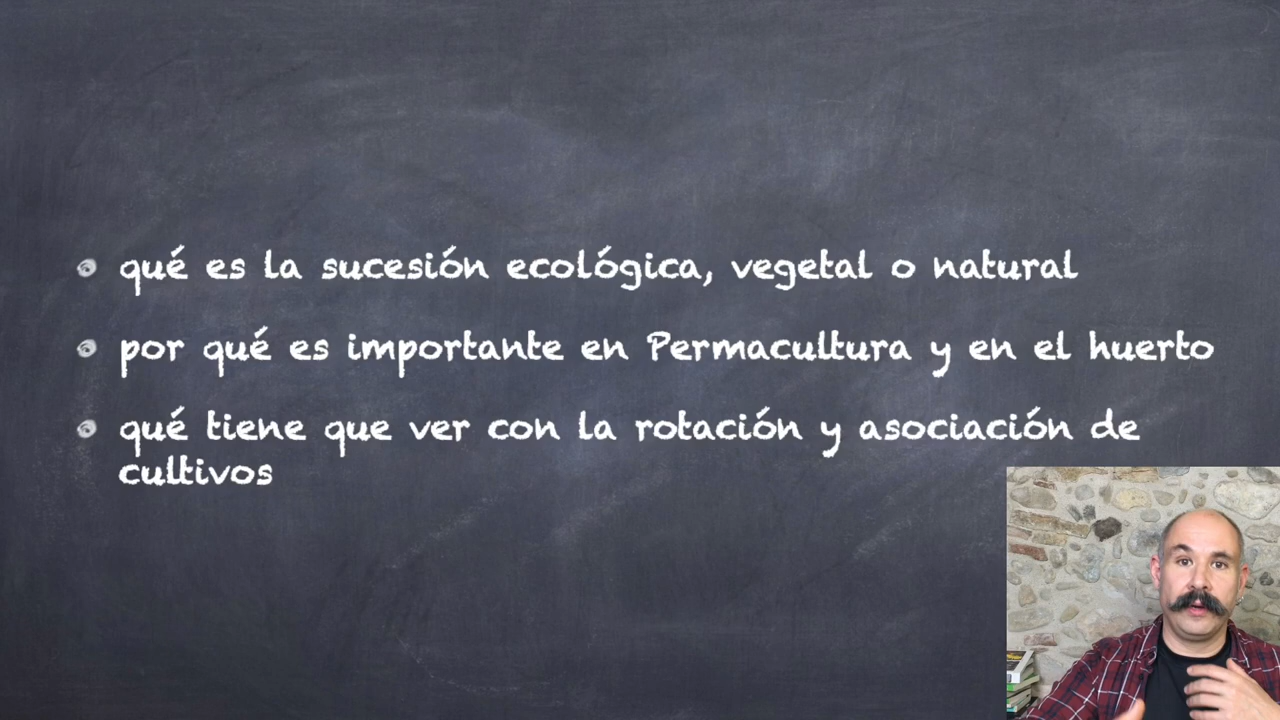 qué es la sucesión ecológica, vegetal o natural
por qué es importante en Permacultura y en el huerto
qué tiene que ver con la rotación y asociación de
cultivos